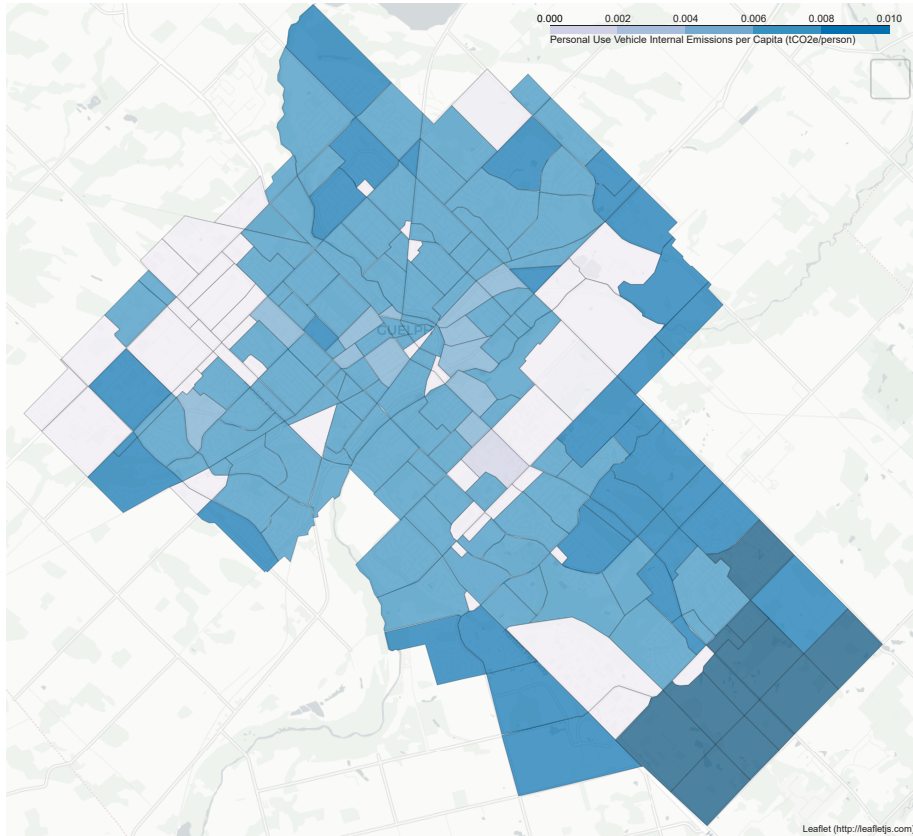 0.000 0.002 0.004 0.006 0.008 0.010
Personal Use Vehicle Internal Emissions per Capita (tCO2e/person)
GUELPH
Leaflet (http://leafletjs.com